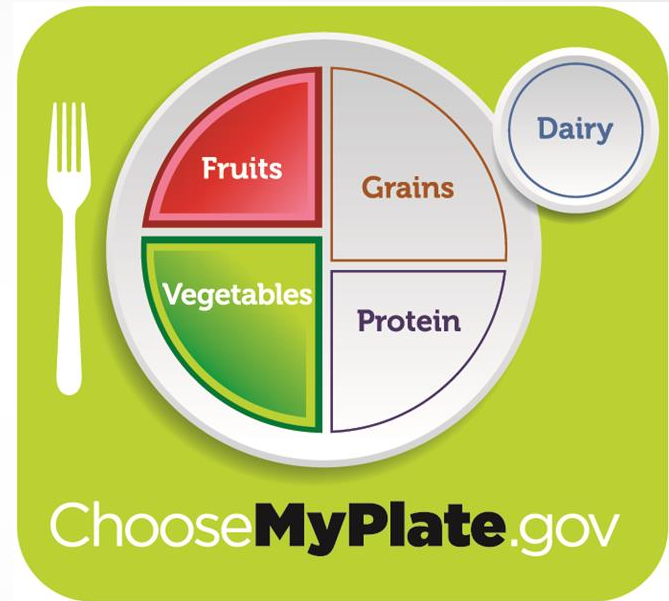 Fruits
Grains
Dairy
Vegetables
Protein
ChooseMyPlate.gov